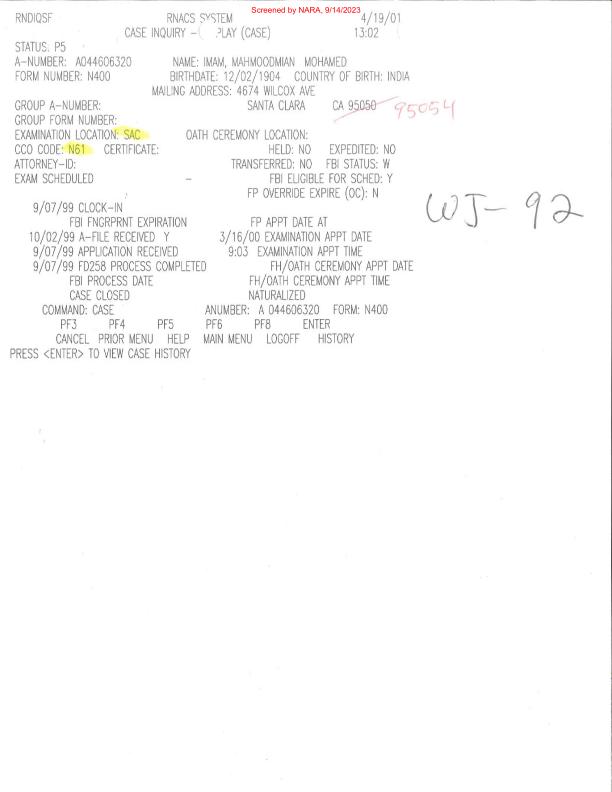 Screened by NARA, 9/14/2023
RNDIQSF RNACS SYSTEM 4/19/01
CASE INQUIRY - PLAY (CASE) 13:02
STATUS: P5
A-NUMBER: A044606320 NAME: IMAM, MAHMOODMIAN MOHAMED
FORM NUMBER: N400 BIRTHDATE: 12/02/1904 COUNTRY OF BIRTH: INDIA
MAILING ADDRESS: 4674 WILCOX AVE
GROUP A-NUMBER: SANTA CLARA CA 95050 95054
GROUP FORM NUMBER:
EXAMINATION LOCATION: SAC OATH CEREMONY LOCATION:
CCO CODE: N61 CERTIFICATE: HELD: NO EXPEDITED: NO
ATTORNEY-ID: TRANSFERRED: NO FBI STATUS: W
EXAM SCHEDULED - FBI ELIGIBLE FOR SCHED: Y
FP OVERRIDE EXPIRE (OC): N
WJ-92
9/07/99 CLOCK-IN
FBI FNGRPRNT EXPIRATION FP APPT DATE AT
10/02/99 A-FILE RECEIVED Y 3/16/00 EXAMINATION APPT DATE
9/07/99 APPLICATION RECEIVED 9:03 EXAMINATION APPT TIME
9/07/99 FD258 PROCESS COMPLETED FH/OATH CEREMONY APPT DATE
FBI PROCESS DATE FH/OATH CEREMONY APPT TIME
CASE CLOSED NATURALIZED
COMMAND: CASE ANUMBER: A 044606320 FORM: N400
PF3 PF4 PF5 PF6 PF8 ENTER
CANCEL PRIOR MENU HELP MAIN MENU LOGOFF HISTORY
PRESS <ENTER> TO VIEW CASE HISTORY